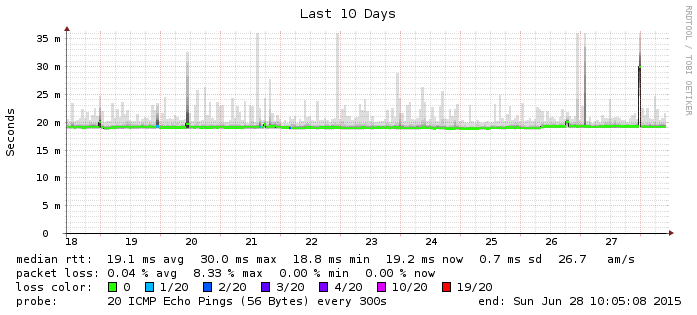 Last 10 Days
RRDTOOL / TOBI OETIKER
Seconds
35 m
30 m
25 m
20 m
15 m
10 m
5 m
0
18 19 20 21 22 23 24 25 26 27
median rtt: 19.1 ms avg 30.0 ms max 18.8 ms min 19.2 ms now 0.7 ms sd 26.7 am/s
packet loss: 0.04 % avg 8.33 % max 0.00 % min 0.00 % now
loss color: 0 1/20 2/20 3/20 4/20 10/20 19/20
probe: 20 ICMP Echo Pings (56 Bytes) every 300s end: Sun Jun 28 10:05:08 2015